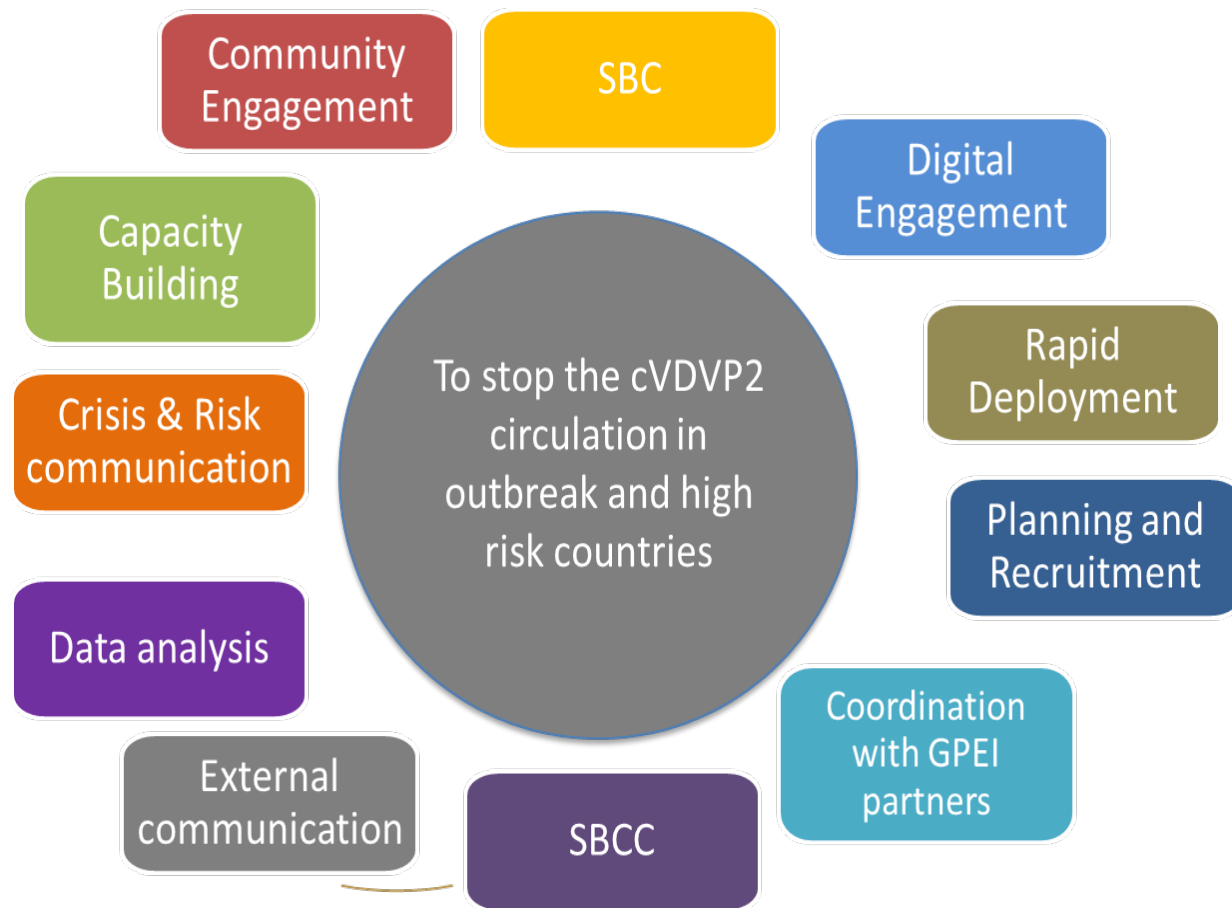 Community
Engagement
SBC
Digital
Engagement
Capacity
Building
Rapid
Deployment
To stop the cVDVP2
circulation in
outbreak and high
risk countries
Crisis & Risk
communication
Planning and
Recruitment
Data analysis
Coordination
with GPEI
partners
External
communication
SBCC